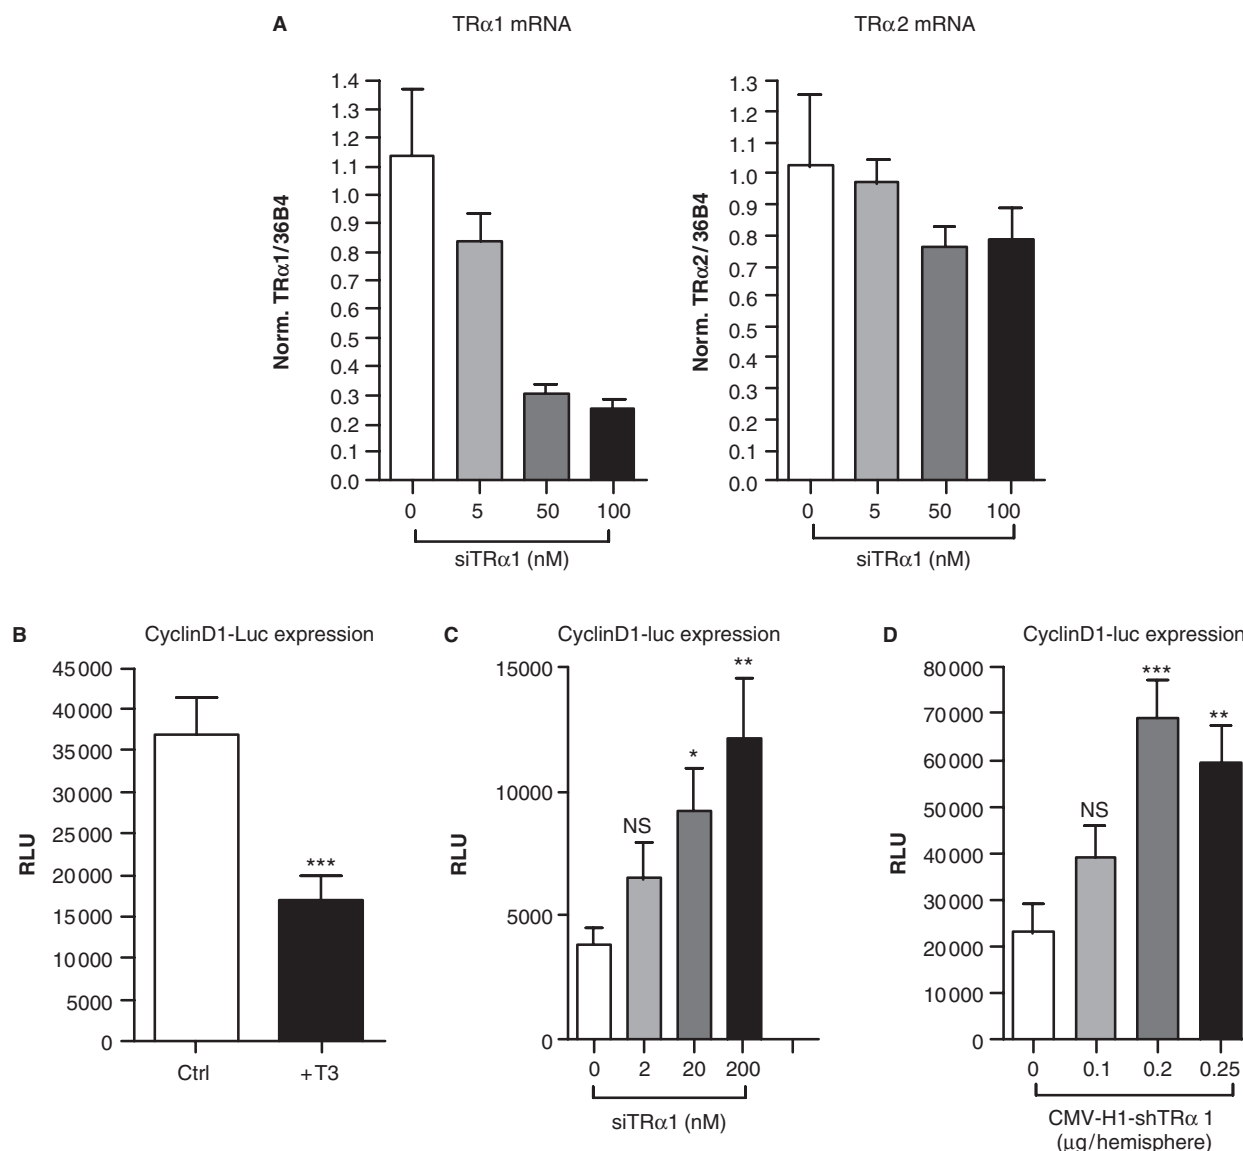 A
TRα1 mRNA
TRα2 mRNA
Norm. TRα1/36B4
1.4
1.3
1.2
1.1
1.0
0.9
0.8
0.7
0.6
0.5
0.4
0.3
0.2
0.1
0.0
0 5 50 100
siTRα1 (nM)
Norm. TRα2/36B4
1.3
1.2
1.1
1.0
0.9
0.8
0.7
0.6
0.5
0.4
0.3
0.2
0.1
0.0
0 5 50 100
siTRα1 (nM)
B
CyclinD1-Luc expression
RLU
45 000
40 000
35 000
30 000
25 000
20 000
15 000
10 000
5000
0
***
Ctrl +T3
C
CyclinD1-luc expression
RLU
15000
10000
5000
0
NS
*
**
0 2 20 200
siTRα1 (nM)
D
CyclinD1-luc expression
RLU
80 000
70 000
60 000
50 000
40 000
30 000
20 000
10 000
0
NS
***
**
0 0.1 0.2 0.25
CMV-H1-shTRα 1
(μg/hemisphere)